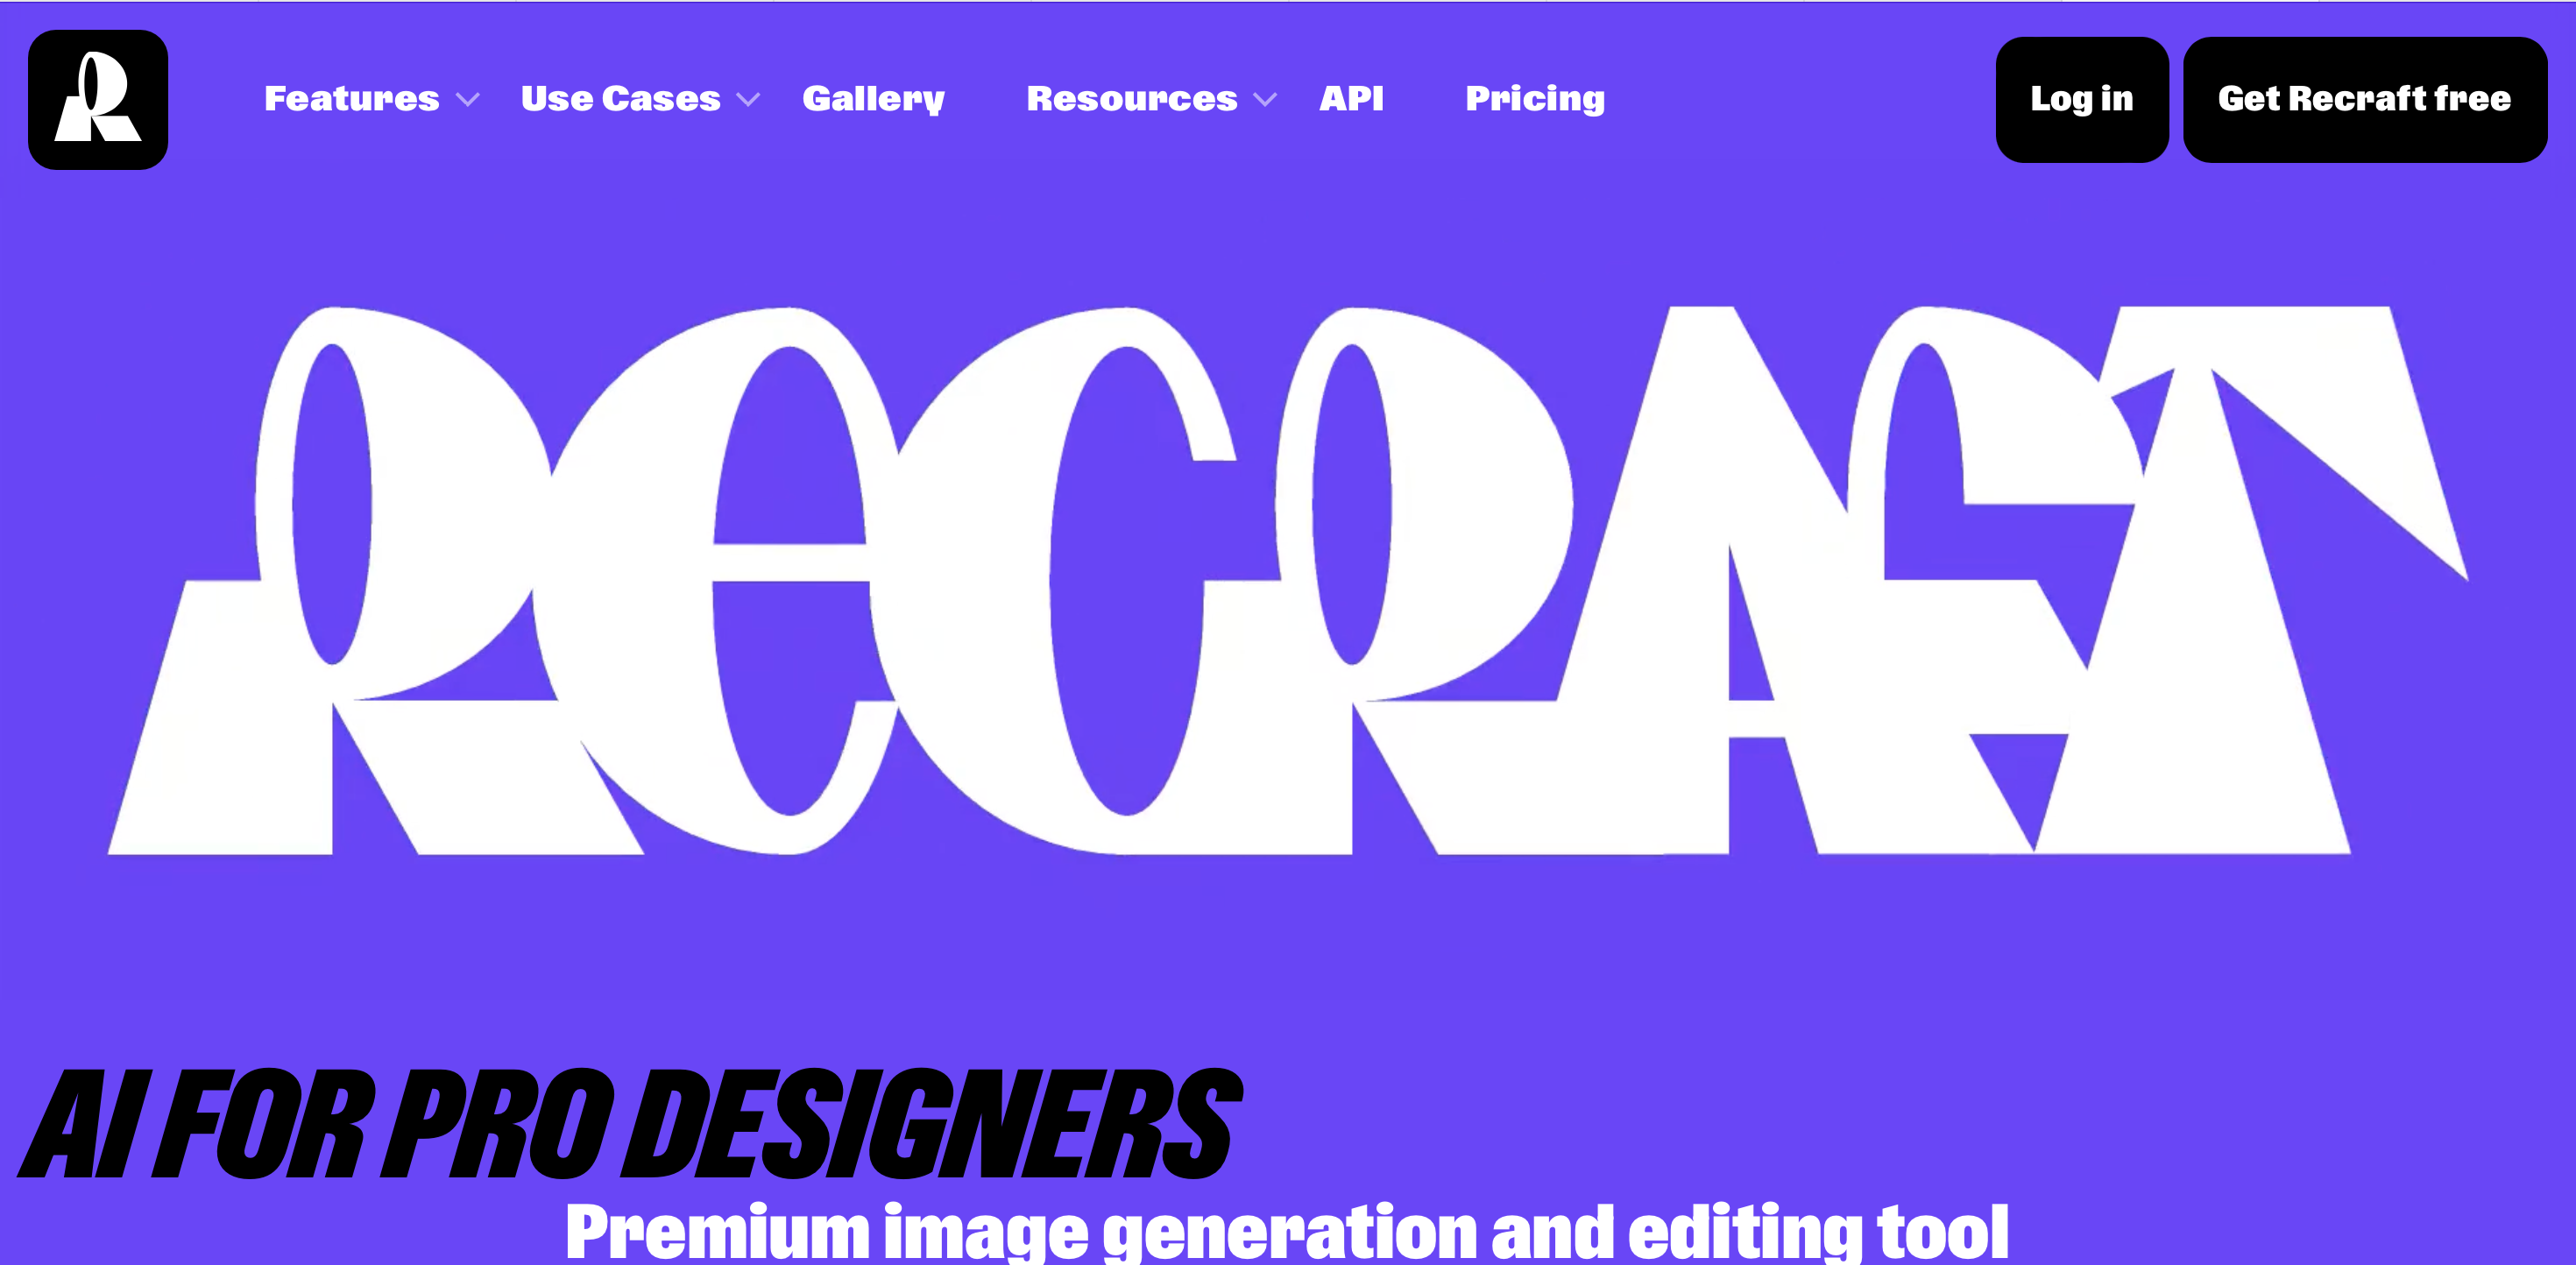 R
Features Use Cases Gallery Resources API Pricing Log in Get Recraft free
RECRAFT
AI FOR PRO DESIGNERS
Premium image generation and editing tool